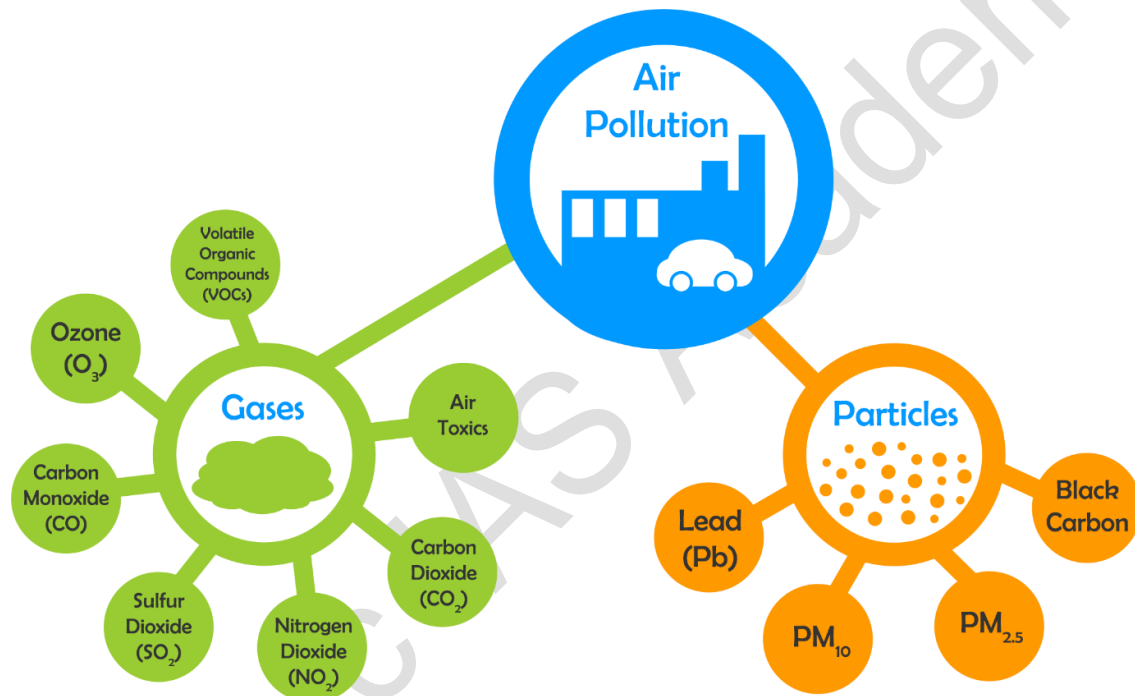 Air
Pollution
Volatile
Organic
Compounds
(VOCs)
Ozone
(O₃)
Gases
Air
Toxics
Particles
Carbon
Monoxide
(CO)
Carbon
Dioxide
(CO₂)
Sulfur
Dioxide
(SO₂)
Nitrogen
Dioxide
(NO₂)
Lead
(Pb)
Black
Carbon
PM₁₀
PM₂.₅
IAS